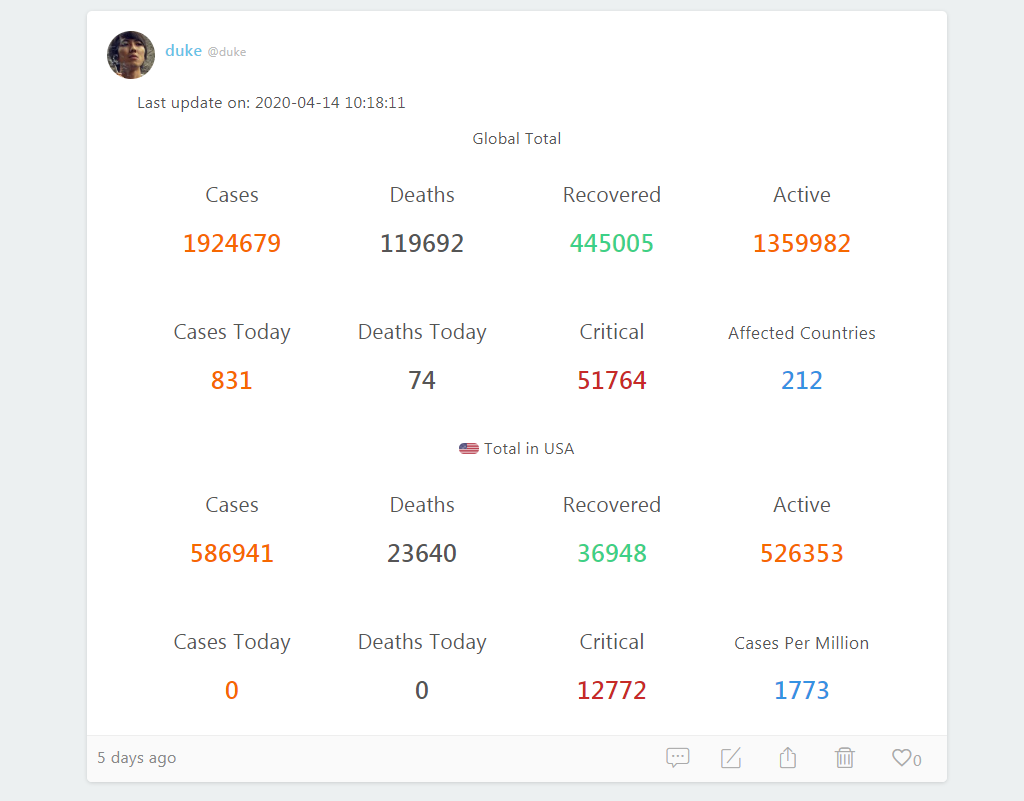 duke @duke
Last update on: 2020-04-14 10:18:11
Global Total
Cases Deaths Recovered Active
1924679 119692 445005 1359982
Cases Today Deaths Today Critical Affected Countries
831 74 51764 212
Total in USA
Cases Deaths Recovered Active
586941 23640 36948 526353
Cases Today Deaths Today Critical Cases Per Million
0 0 12772 1773
5 days ago 0